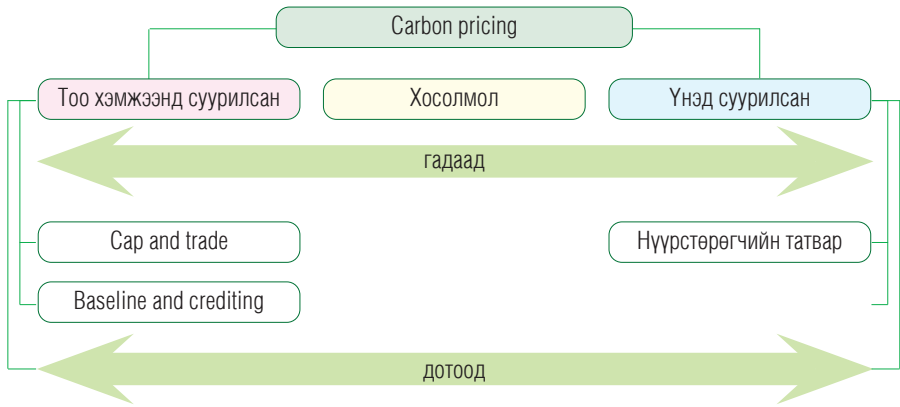 Carbon pricing
Тоо хэмжээнд суурилсан
Хосолмол
Үнэд суурилсан
гадаад
Cap and trade
Нүүрстөрөгчийн татвар
Baseline and crediting
дотоод